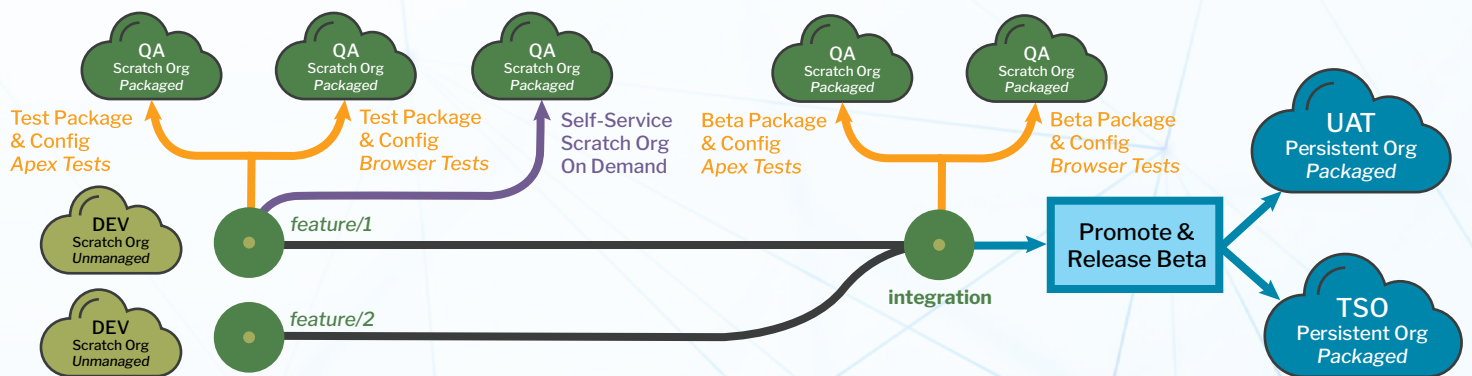 QA
Scratch Org
Packaged
QA
Scratch Org
Packaged
QA
Scratch Org
Packaged
QA
Scratch Org
Packaged
QA
Scratch Org
Packaged
Test Package
& Config
Apex Tests
Test Package
& Config
Browser Tests
Self-Service
Scratch Org
On Demand
Beta Package
& Config
Apex Tests
Beta Package
& Config
Browser Tests
UAT
Persistent Org
Packaged
DEV
Scratch Org
Unmanaged
feature/1
Promote &
Release Beta
integration
DEV
Scratch Org
Unmanaged
feature/2
TSO
Persistent Org
Packaged